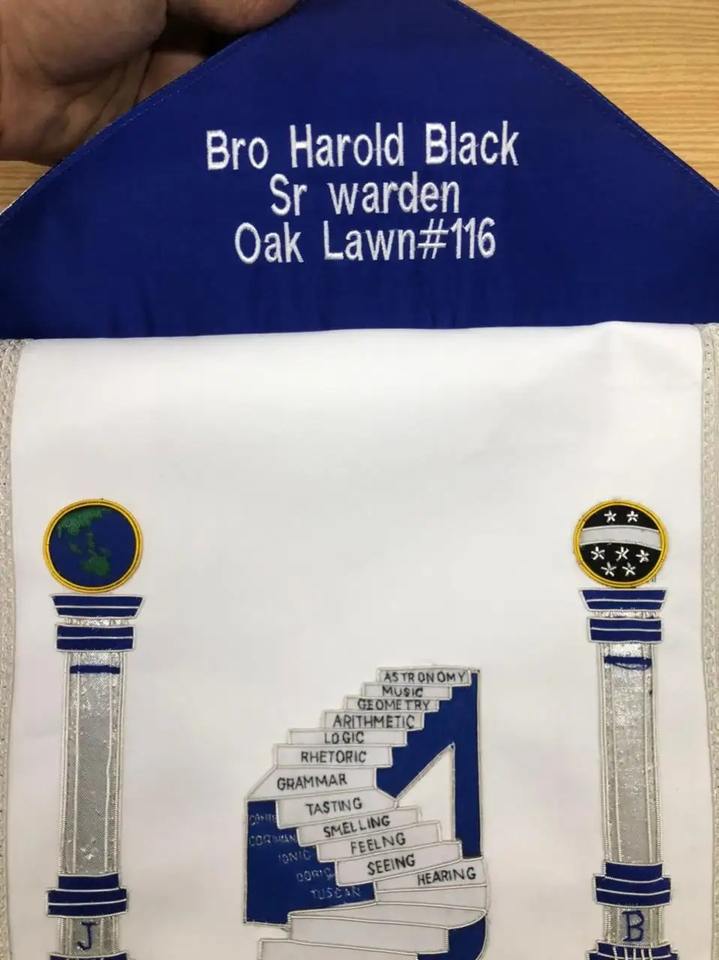 Bro Harold Black
Sr warden
Oak Lawn#116
ASTRONOMY
MUSIC
GEOMETRY
ARITHMETIC
LOGIC
RHETORIC
GRAMMAR
TASTING
SMELLING
FEELNG
SEEING
HEARING
IONIC
DORIC
TUSCAN
J
B